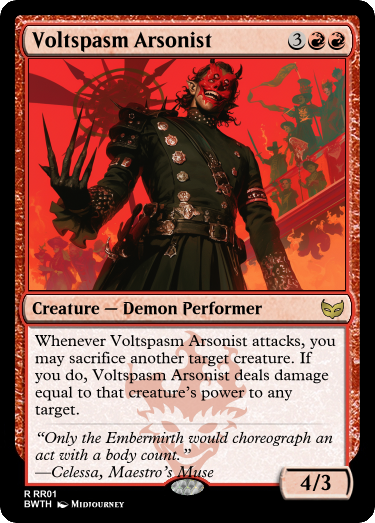 Voltspasm Arsonist 3
Creature — Demon Performer
Whenever Voltspasm Arsonist attacks, you
may sacrifice another target creature. If
you do, Voltspasm Arsonist deals damage
equal to that creature's power to any
target.
“Only the Embermirth would choreograph an
act with a body count.”
—Celessa, Maestro's Muse
4/3
R RR01
BWTH Midjourney